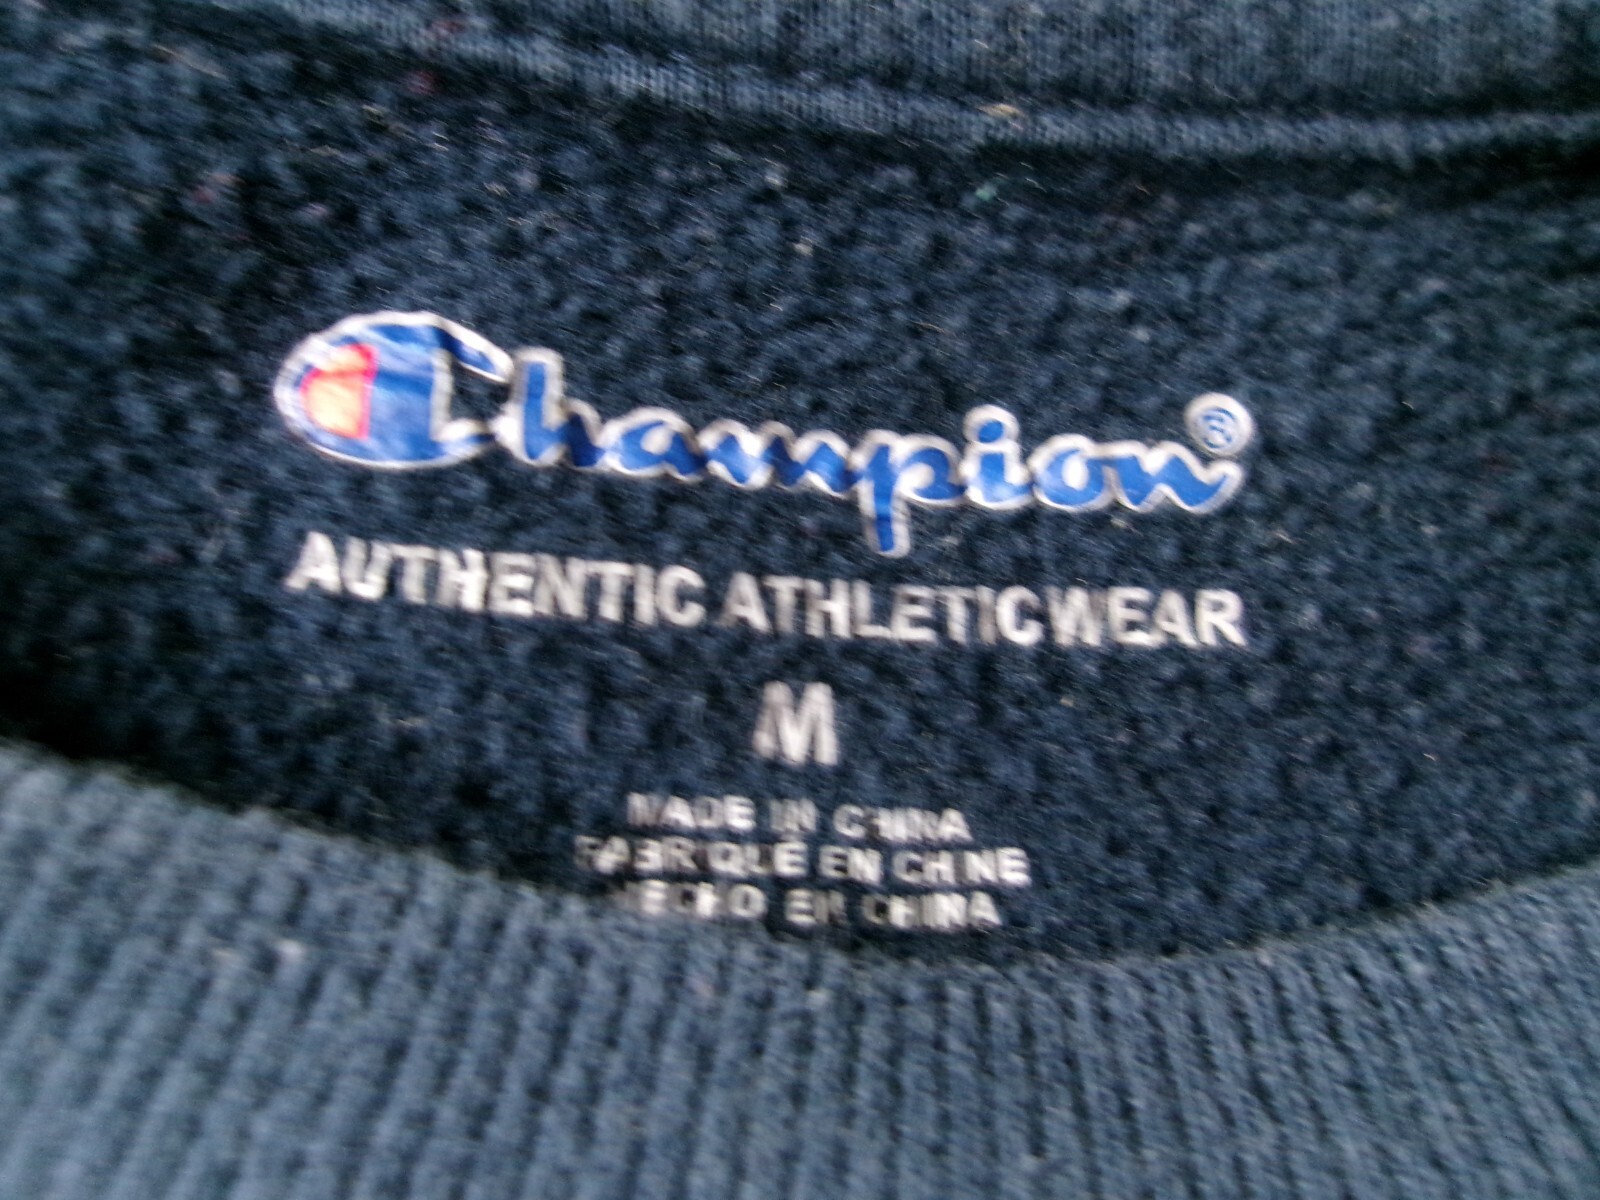 Champion®
AUTHENTIC ATHLETICWEAR
M
MADE IN CHINA
FABRIQUÉ EN CHINE
HECHO EN CHINA